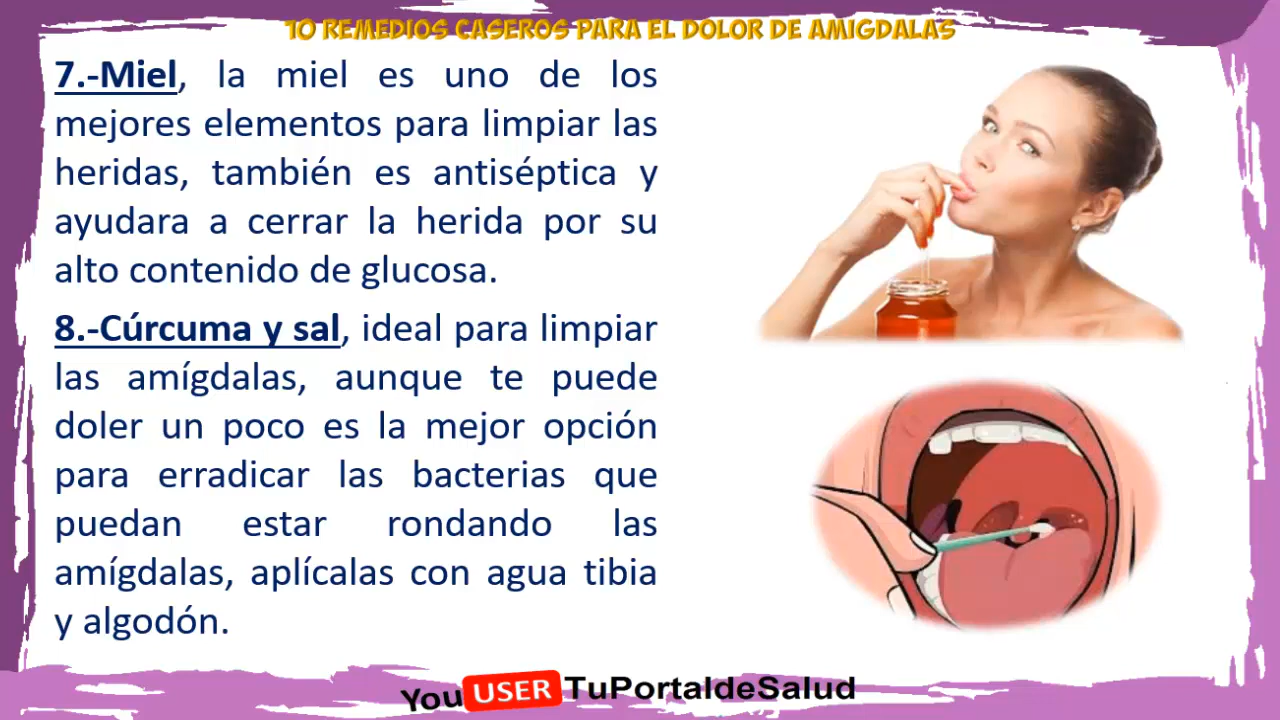 10 REMEDIOS CASEROS PARA EL DOLOR DE AMIGDALAS
7.-Miel, la miel es uno de los
mejores elementos para limpiar las
heridas, también es antiséptica y
ayudara a cerrar la herida por su
alto contenido de glucosa.
8.-Cúrcuma y sal, ideal para limpiar
las amígdalas, aunque te puede
doler un poco es la mejor opción
para erradicar las bacterias que
puedan estar rondando las
amígdalas, aplícalas con agua tibia
y algodón.
You USER TuPortaldeSalud